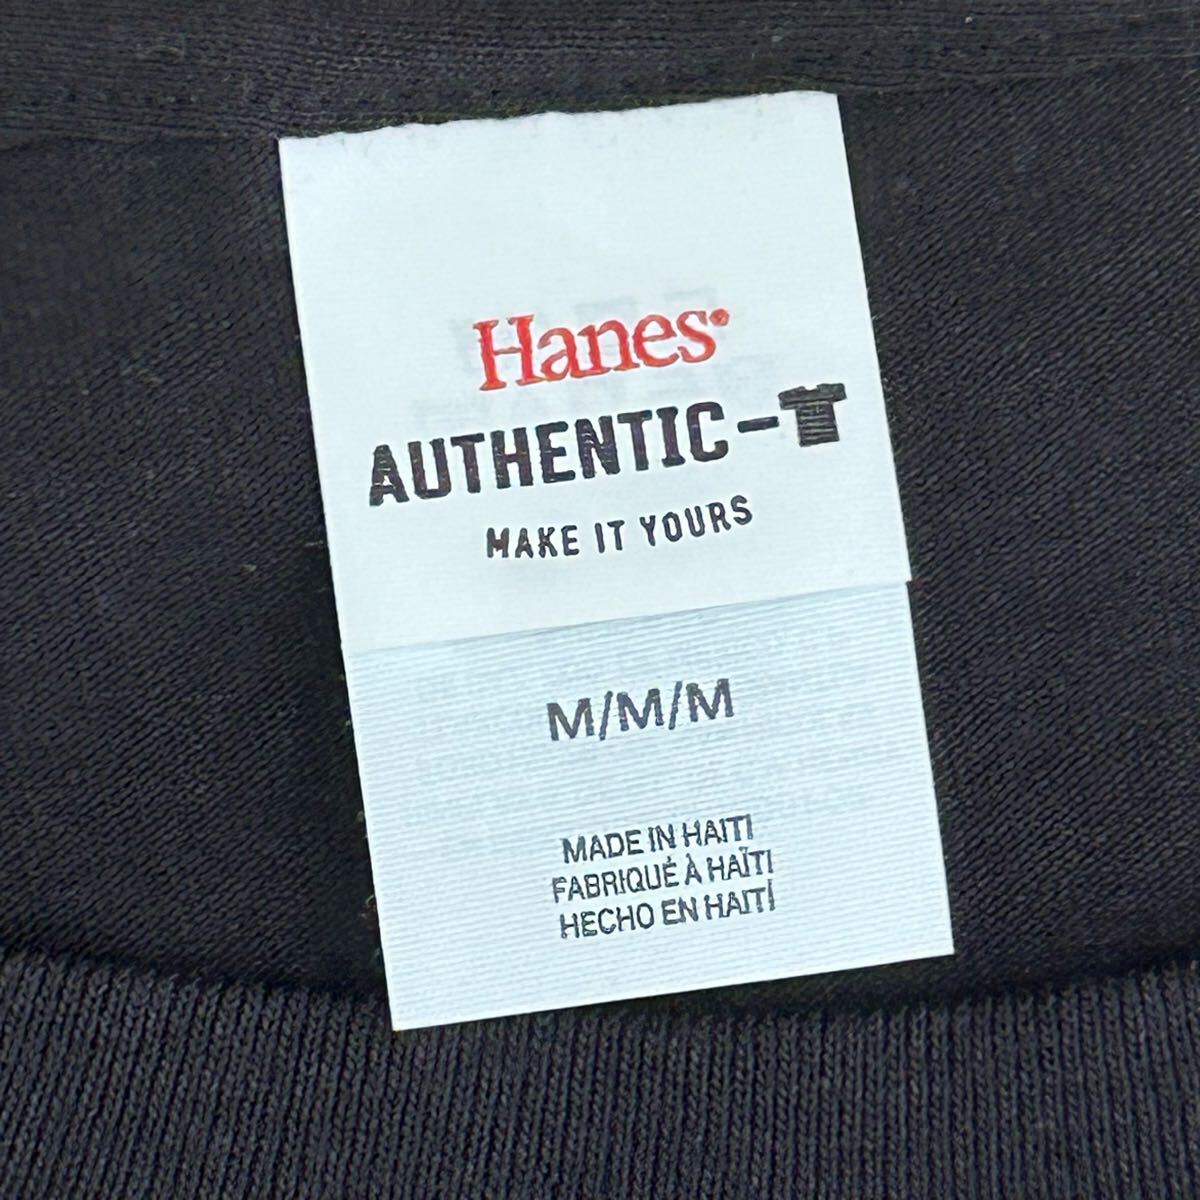 Hanes
AUTHENTIC-
MAKE IT YOURS
M/M/M
MADE IN HAITI
FABRIQUÉ À HAÏTI
HECHO EN HAITÍ